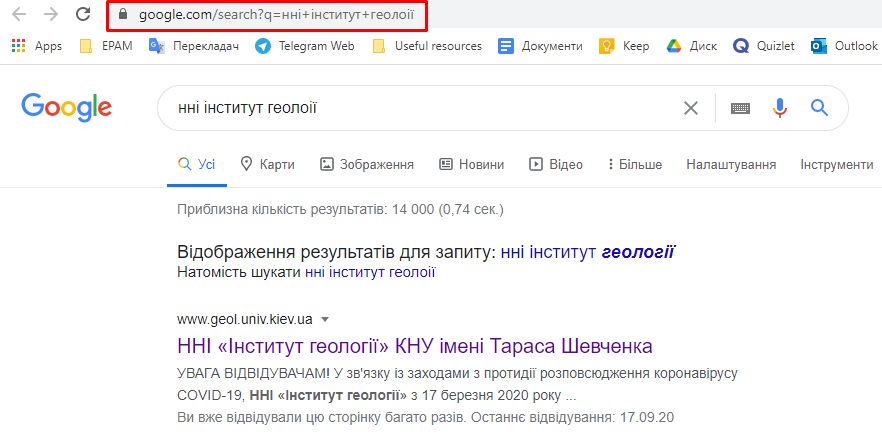 google.com/search?q=нні+інститут+геолоії
Apps EPAM Перекладач Telegram Web Useful resources Документи Keep Диск Quizlet Outlook
Google
нні інститут геолоії
Усі Карти Зображення Новини Відео Більше Налаштування Інструменти
Приблизна кількість результатів: 14 000 (0,74 сек.)
Відображення результатів для запиту: нні інститут геології
Натомість шукати нні інститут геолоії
www.geol.univ.kiev.ua
ННІ «Інститут геології» КНУ імені Тараса Шевченка
УВАГА ВІДВІДУВАЧАМ! У зв'язку із заходами з протидії розповсюдження коронавірусу
COVID-19, ННІ «Інститут геології» з 17 березня 2020 року ...
Ви вже відвідували цю сторінку багато разів. Останнє відвідування: 17.09.20